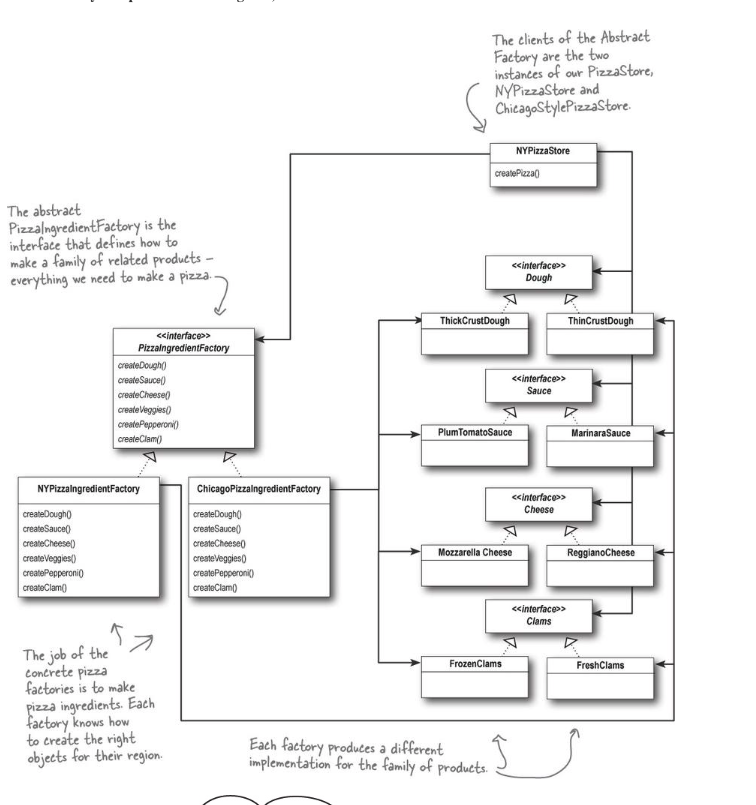 The clients of the Abstract
Factory are the two
instances of our PizzaStore,
NYPizzaStore and
ChicagoStylePizzaStore.
NYPizzaStore
createPizza()
The abstract
PizzaIngredientFactory is the
interface that defines how to
make a family of related products –
everything we need to make a pizza.
<<interface>>
Dough
ThickCrustDough
ThinCrustDough
<<interface>>
PizzaIngredientFactory
createDough()
createSauce()
createCheese()
createVeggies()
createPepperoni()
createClam()
<<interface>>
Sauce
PlumTomatoSauce
MarinaraSauce
NYPizzaIngredientFactory
createDough()
createSauce()
createCheese()
createVeggies()
createPepperoni()
createClam()
ChicagoPizzaIngredientFactory
createDough()
createSauce()
createCheese()
createVeggies()
createPepperoni()
createClam()
<<interface>>
Cheese
Mozzarella Cheese
ReggianoCheese
<<interface>>
Clams
FrozenClams
FreshClams
The job of the
concrete pizza
factories is to make
pizza ingredients. Each
factory knows how
to create the right
objects for their region.
Each factory produces a different
implementation for the family of products.